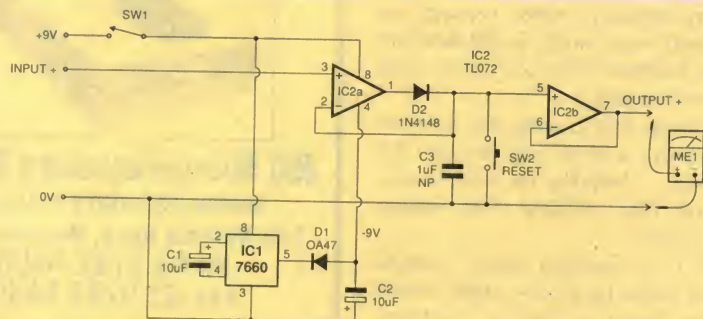 SW1
+9V
INPUT +
3
2
+
−
IC2a
8
4
1
D2
1N4148
IC2
TL072
5
6
+
−
IC2b
7
OUTPUT +
ME1
+ −
C3
1uF
NP
SW2
RESET
0V
C1
10uF
+
2
4
8
IC1
7660
3
5
D1
OA47
-9V
C2
10uF
+